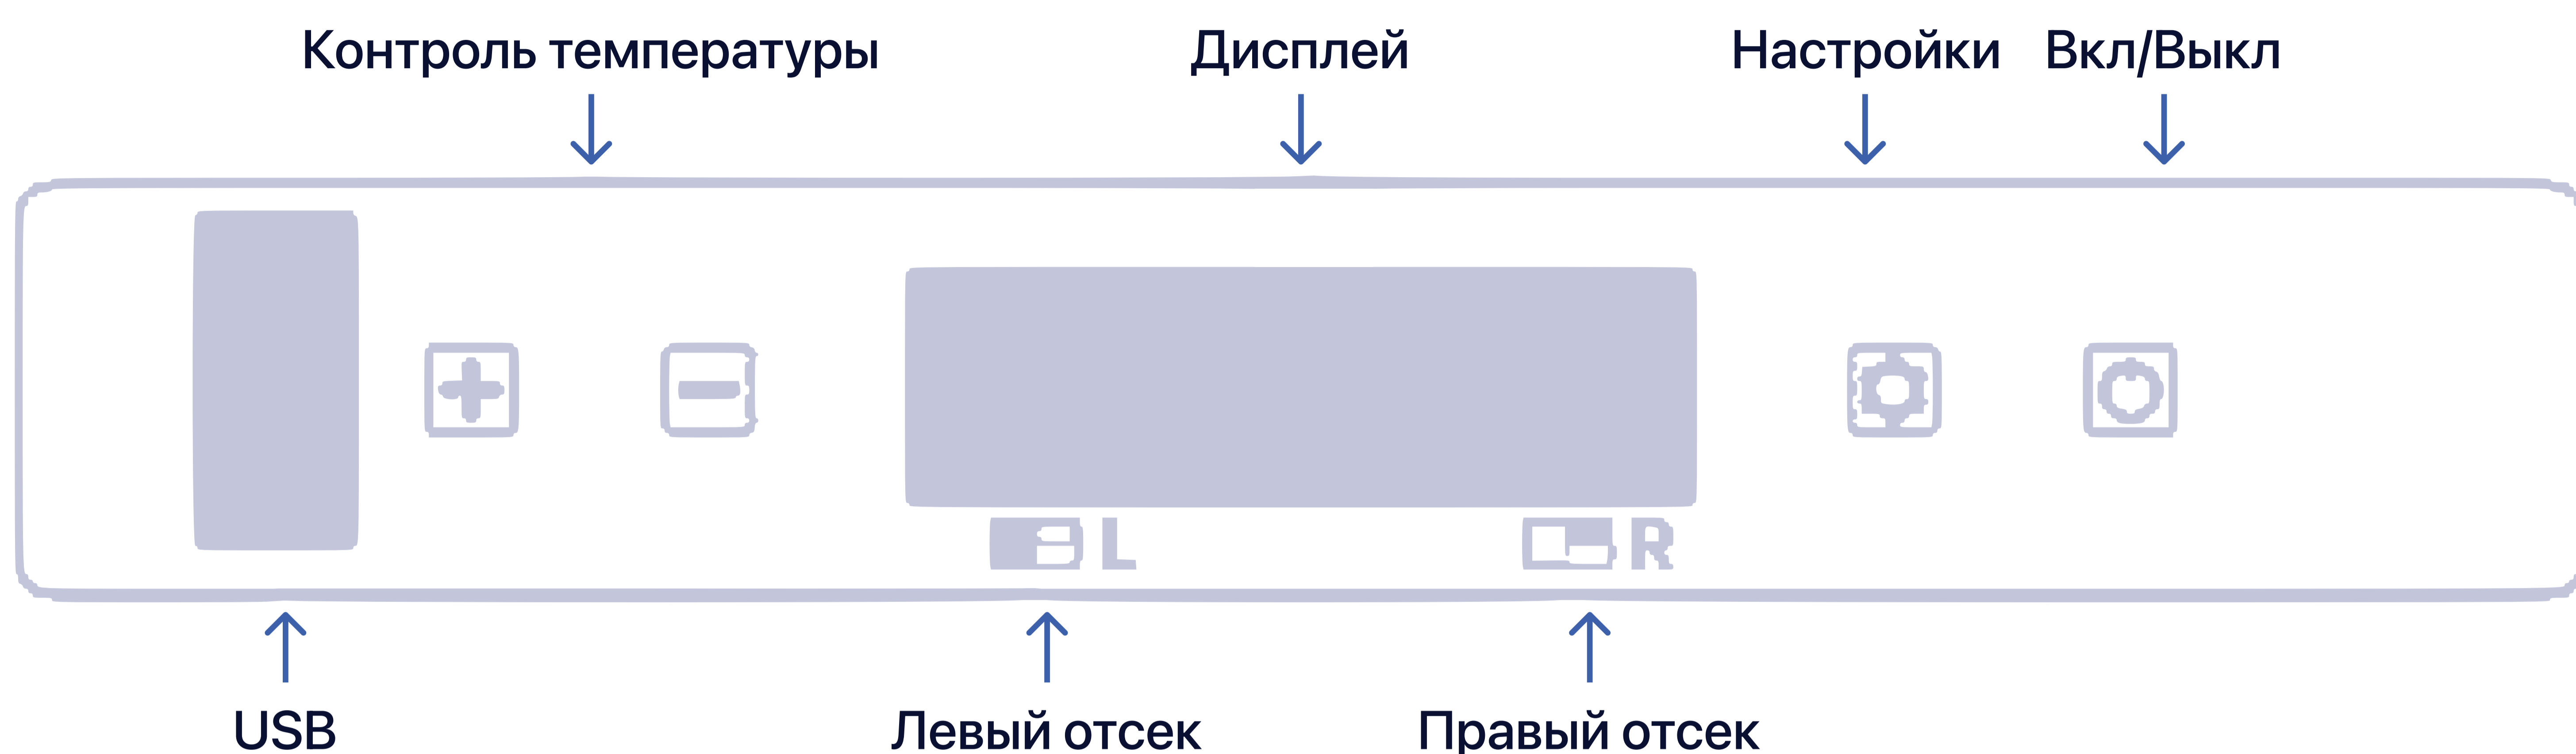 Контроль температуры
Дисплей
Настройки
Вкл/Выкл
L
R
USB
Левый отсек
Правый отсек